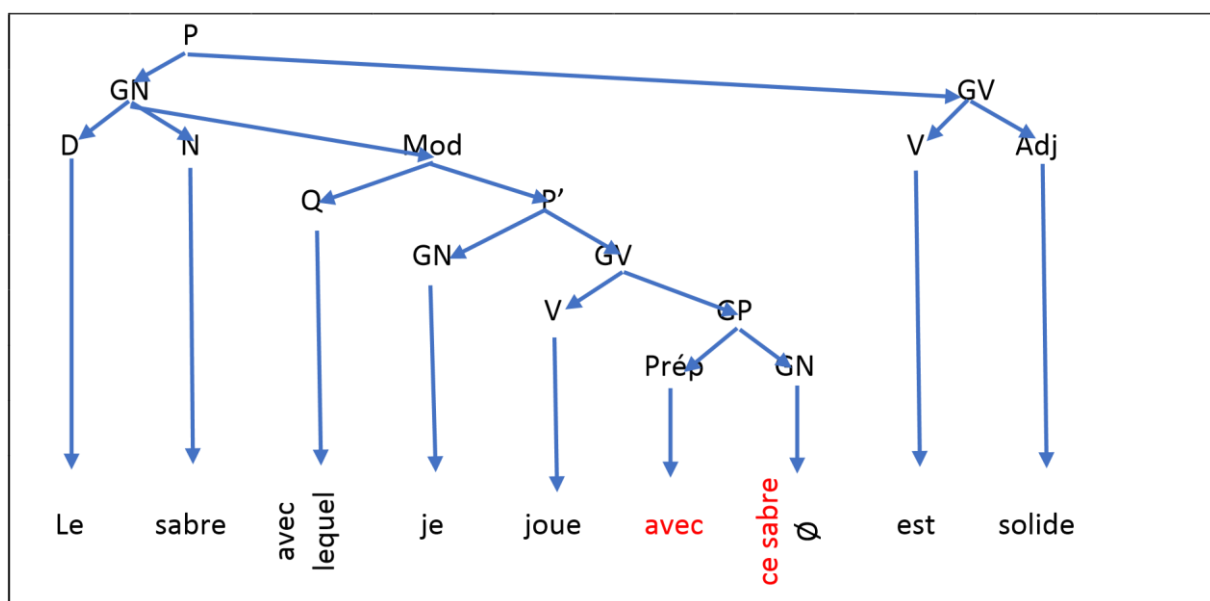 P
GN GV
D N Mod V Adj
Q P’
GN GV
V GP
Prép GN
Le sabre avec lequel je joue avec ce sabre Ø est solide